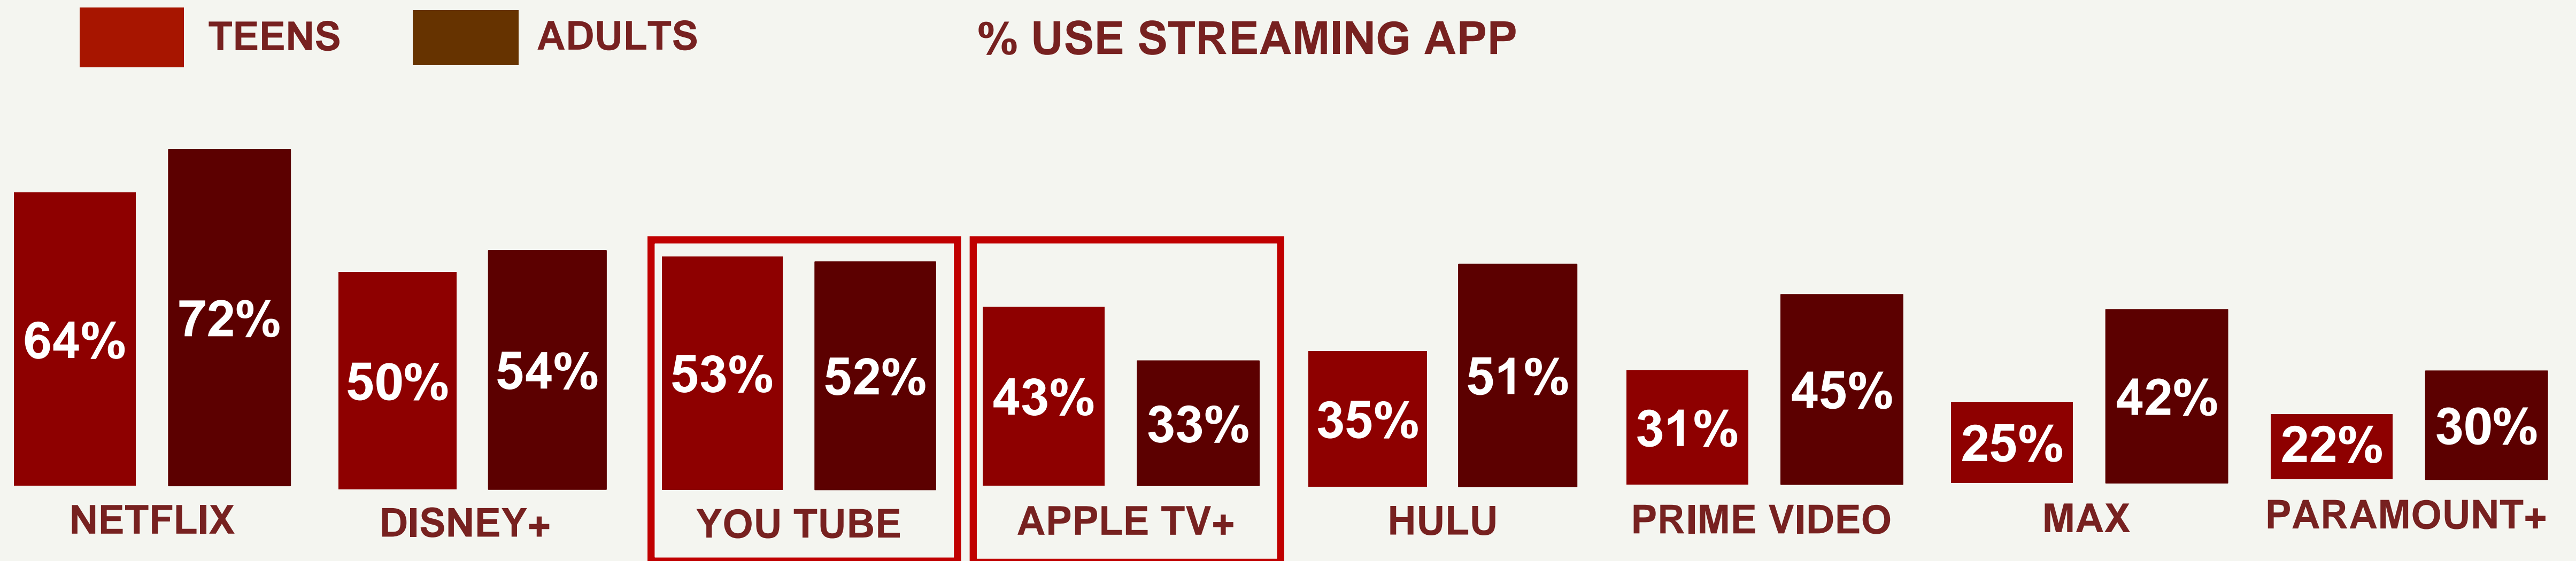 TEENS ADULTS % USE STREAMING APP
64% 72% 50% 54% 53% 52% 43% 33% 35% 51% 31% 45% 25% 42% 22% 30%
NETFLIX DISNEY+ YOU TUBE APPLE TV+ HULU PRIME VIDEO MAX PARAMOUNT+